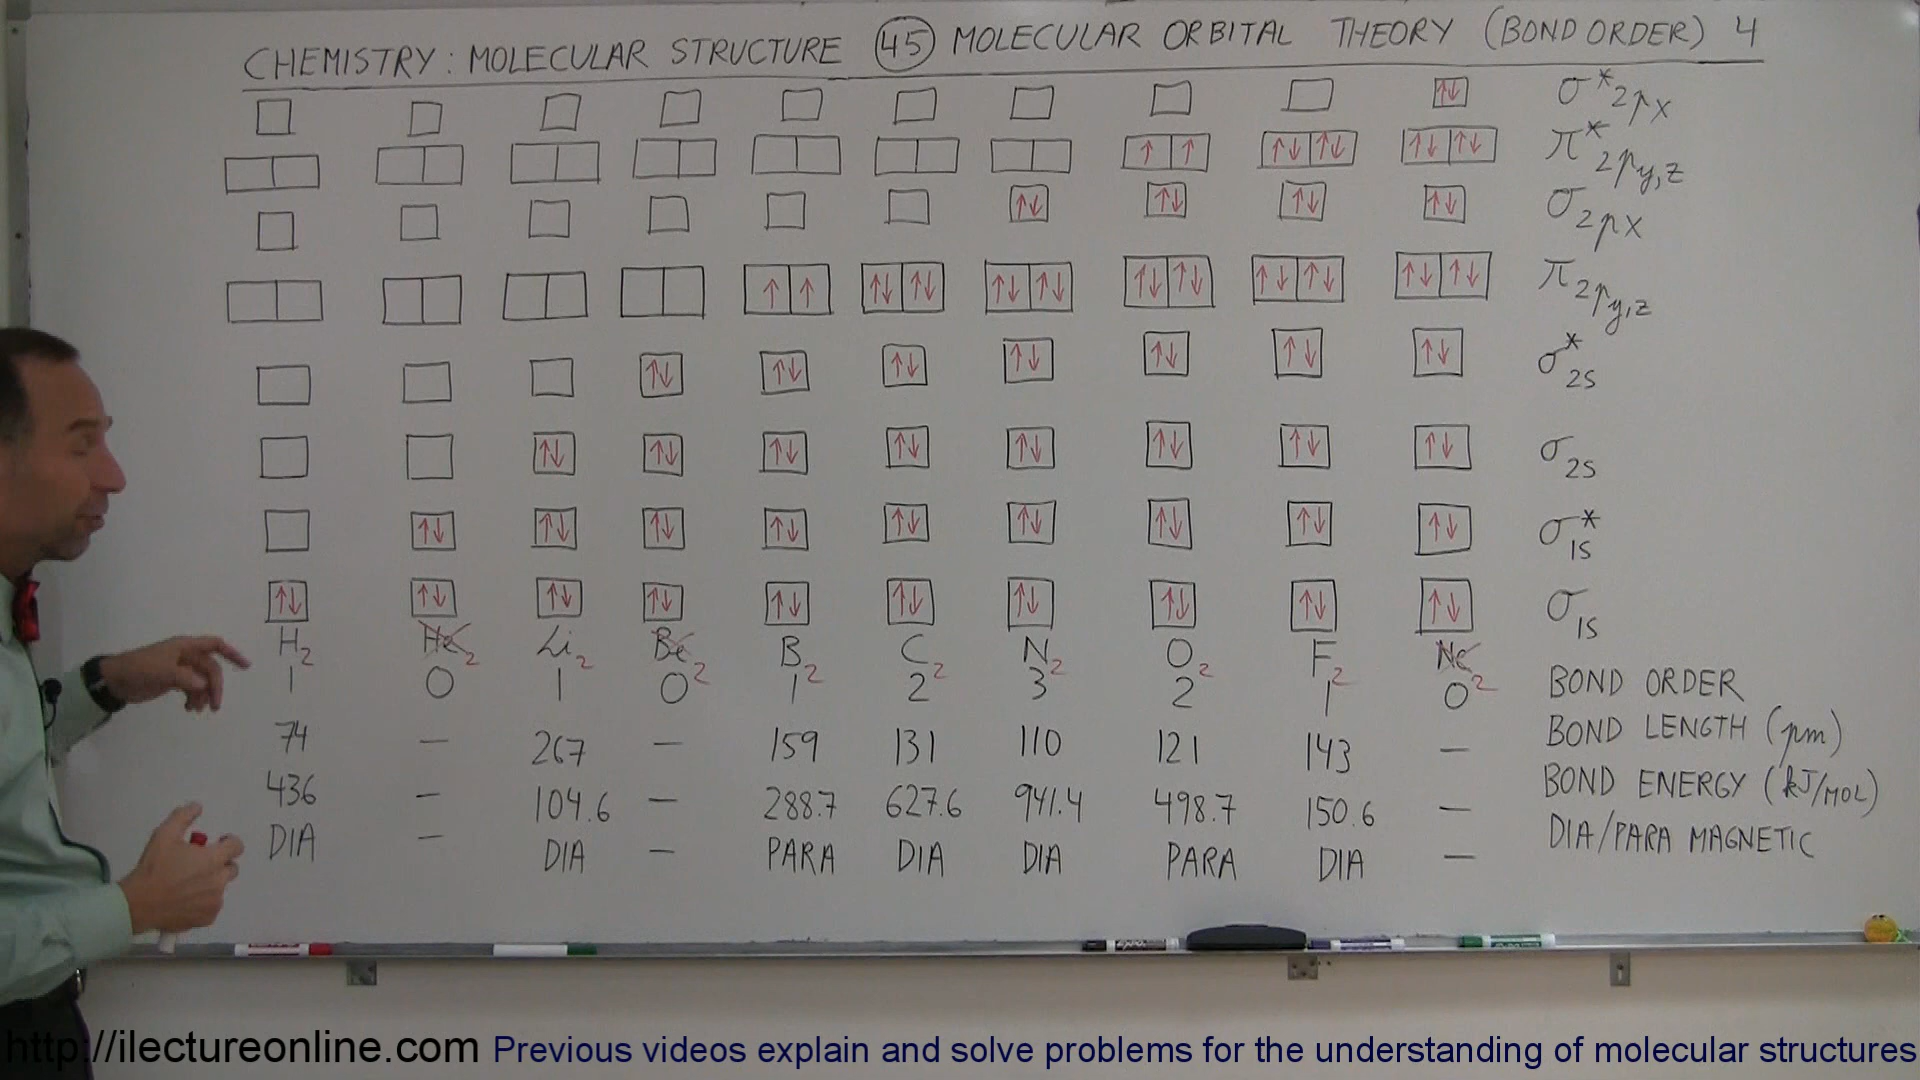 CHEMISTRY: MOLECULAR STRUCTURE 45 MOLECULAR ORBITAL THEORY (BOND ORDER) 4
↑↓ σ*2px
↑ ↑ ↑↓ ↑↓ ↑↓ ↑↓ π*2py,z
↑↓ ↑↓ ↑↓ ↑↓ σ2px
↑ ↑ ↑↓ ↑↓ ↑↓ ↑↓ ↑↓ ↑↓ ↑↓ ↑↓ ↑↓ ↑↓ π2py,z
↑↓ ↑↓ ↑↓ ↑↓ ↑↓ ↑↓ ↑↓ σ*2s
↑↓ ↑↓ ↑↓ ↑↓ ↑↓ ↑↓ ↑↓ ↑↓ σ2s
↑↓ ↑↓ ↑↓ ↑↓ ↑↓ ↑↓ ↑↓ ↑↓ ↑↓ σ*1s
↑↓ ↑↓ ↑↓ ↑↓ ↑↓ ↑↓ ↑↓ ↑↓ ↑↓ ↑↓ σ1s
H2 He2 Li2 Be2 B2 C2 N2 O2 F2 Ne2
1 0 1 0 1 2 3 2 1 0 BOND ORDER
74 – 267 – 159 131 110 121 143 – BOND LENGTH (pm)
436 – 104.6 – 288.7 627.6 941.4 498.7 150.6 – BOND ENERGY (kJ/MOL)
DIA – DIA – PARA DIA DIA PARA DIA – DIA/PARA MAGNETIC
http://ilectureonline.com Previous videos explain and solve problems for the understanding of molecular structures